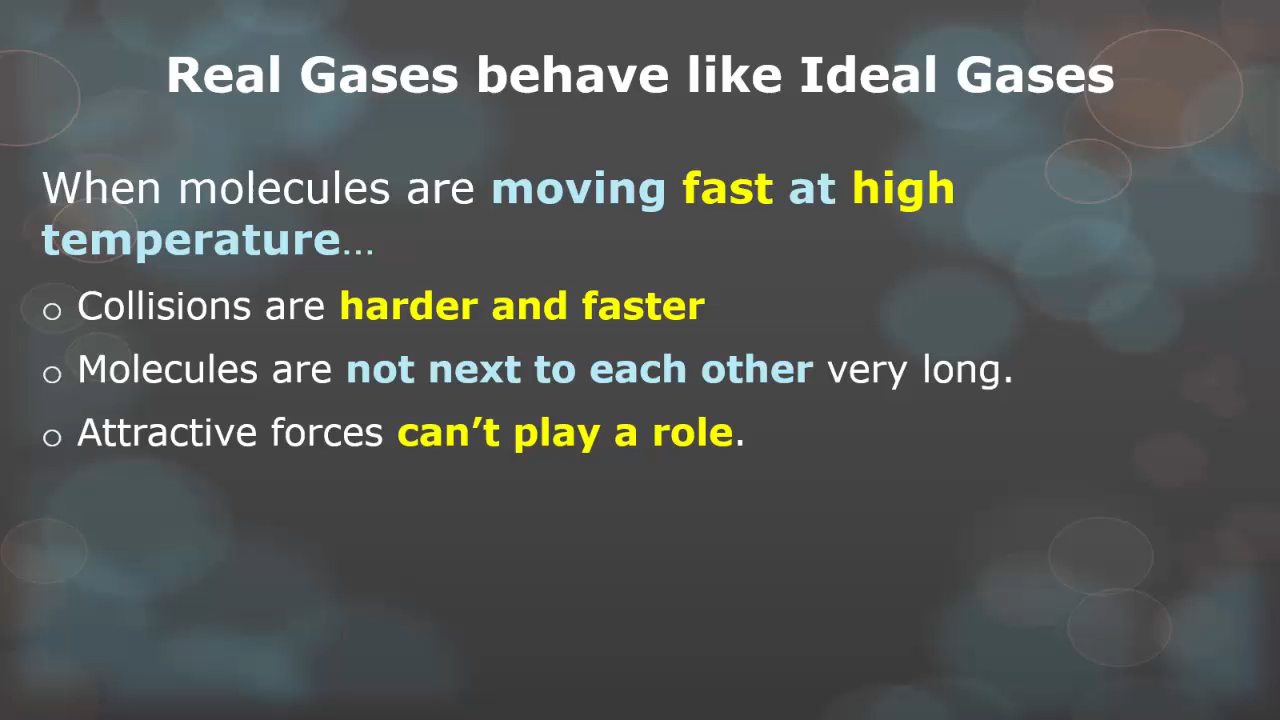 Real Gases behave like Ideal Gases
When molecules are moving fast at high
temperature...
o Collisions are harder and faster
o Molecules are not next to each other very long.
o Attractive forces can’t play a role.